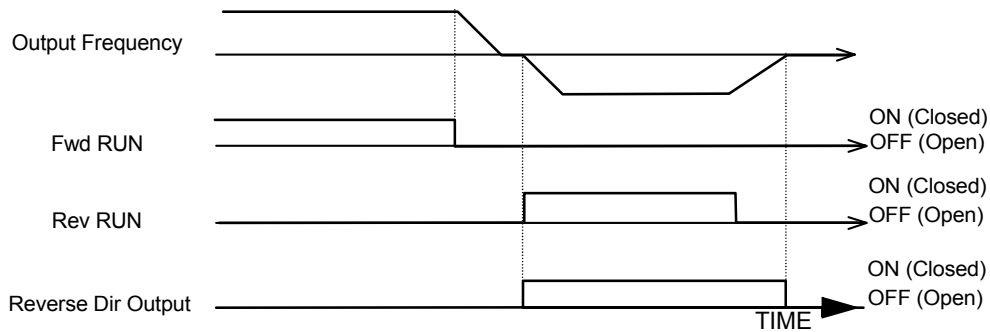 Output Frequency
ON (Closed)
Fwd RUN
OFF (Open)
ON (Closed)
Rev RUN
OFF (Open)
ON (Closed)
Reverse Dir Output
OFF (Open)
TIME